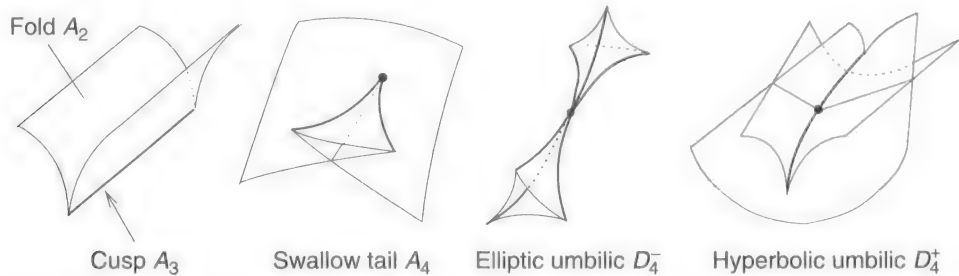 Fold A₂
Cusp A₃
Swallow tail A₄
Elliptic umbilic D₄⁻
Hyperbolic umbilic D₄⁺